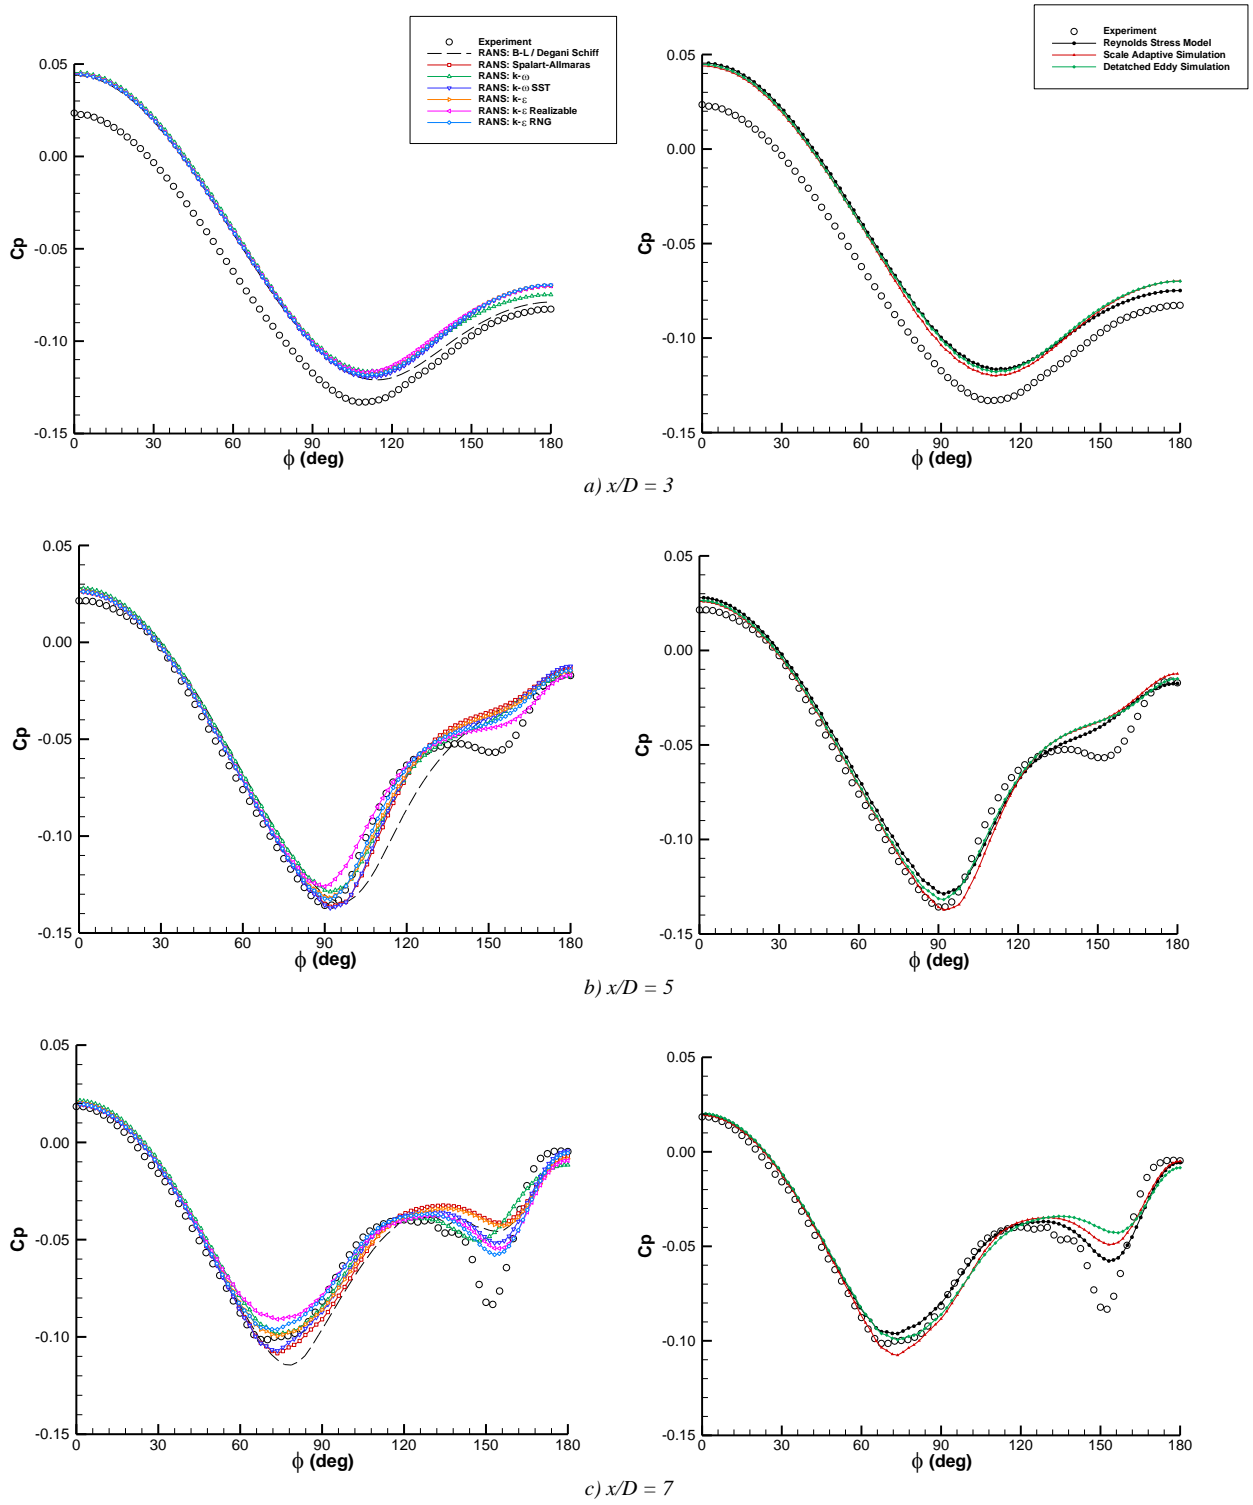 Experiment
RANS: B-L / Degani Schiff
RANS: Spalart-Allmaras
RANS: k-ω
RANS: k-ω SST
RANS: k-ε
RANS: k-ε Realizable
RANS: k-ε RNG
0.05
0.00
-0.05
-0.10
-0.15
Cp
0 30 60 90 120 150 180
ϕ (deg)
Experiment
Reynolds Stress Model
Scale Adaptive Simulation
Detatched Eddy Simulation
0.05
0.00
-0.05
-0.10
-0.15
Cp
0 30 60 90 120 150 180
ϕ (deg)
a) x/D = 3
0.05
0.00
-0.05
-0.10
-0.15
Cp
0 30 60 90 120 150 180
ϕ (deg)
0.05
0.00
-0.05
-0.10
-0.15
Cp
0 30 60 90 120 150 180
ϕ (deg)
b) x/D = 5
0.05
0.00
-0.05
-0.10
-0.15
Cp
0 30 60 90 120 150 180
ϕ (deg)
0.05
0.00
-0.05
-0.10
-0.15
Cp
0 30 60 90 120 150 180
ϕ (deg)
c) x/D = 7